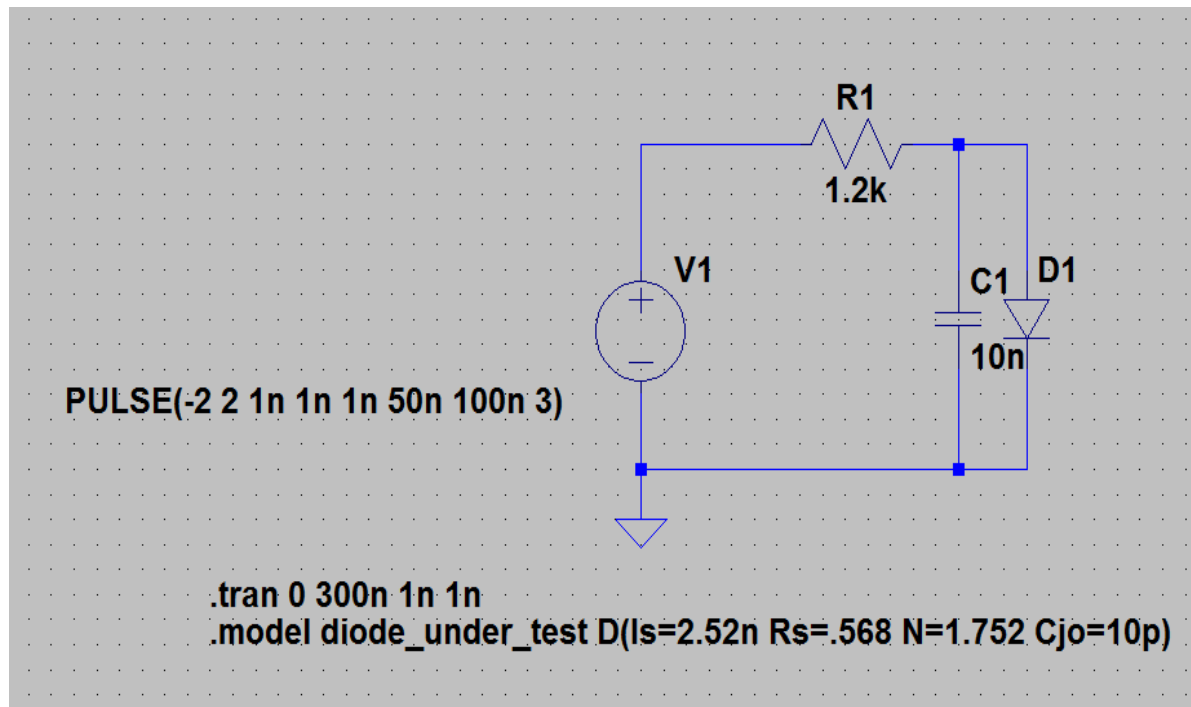 R1
1.2k
V1
C1
D1
10n
PULSE(-2 2 1n 1n 1n 50n 100n 3)
.tran 0 300n 1n 1n
.model diode_under_test D(Is=2.52n Rs=.568 N=1.752 Cjo=10p)